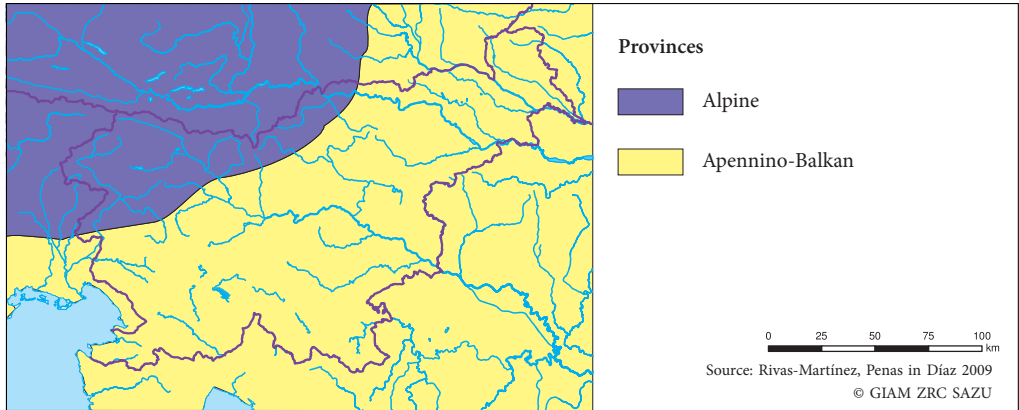 Provinces
Alpine
Apennino-Balkan
0 25 50 75 100
km
Source: Rivas-Martínez, Penas in Díaz 2009
© GIAM ZRC SAZU